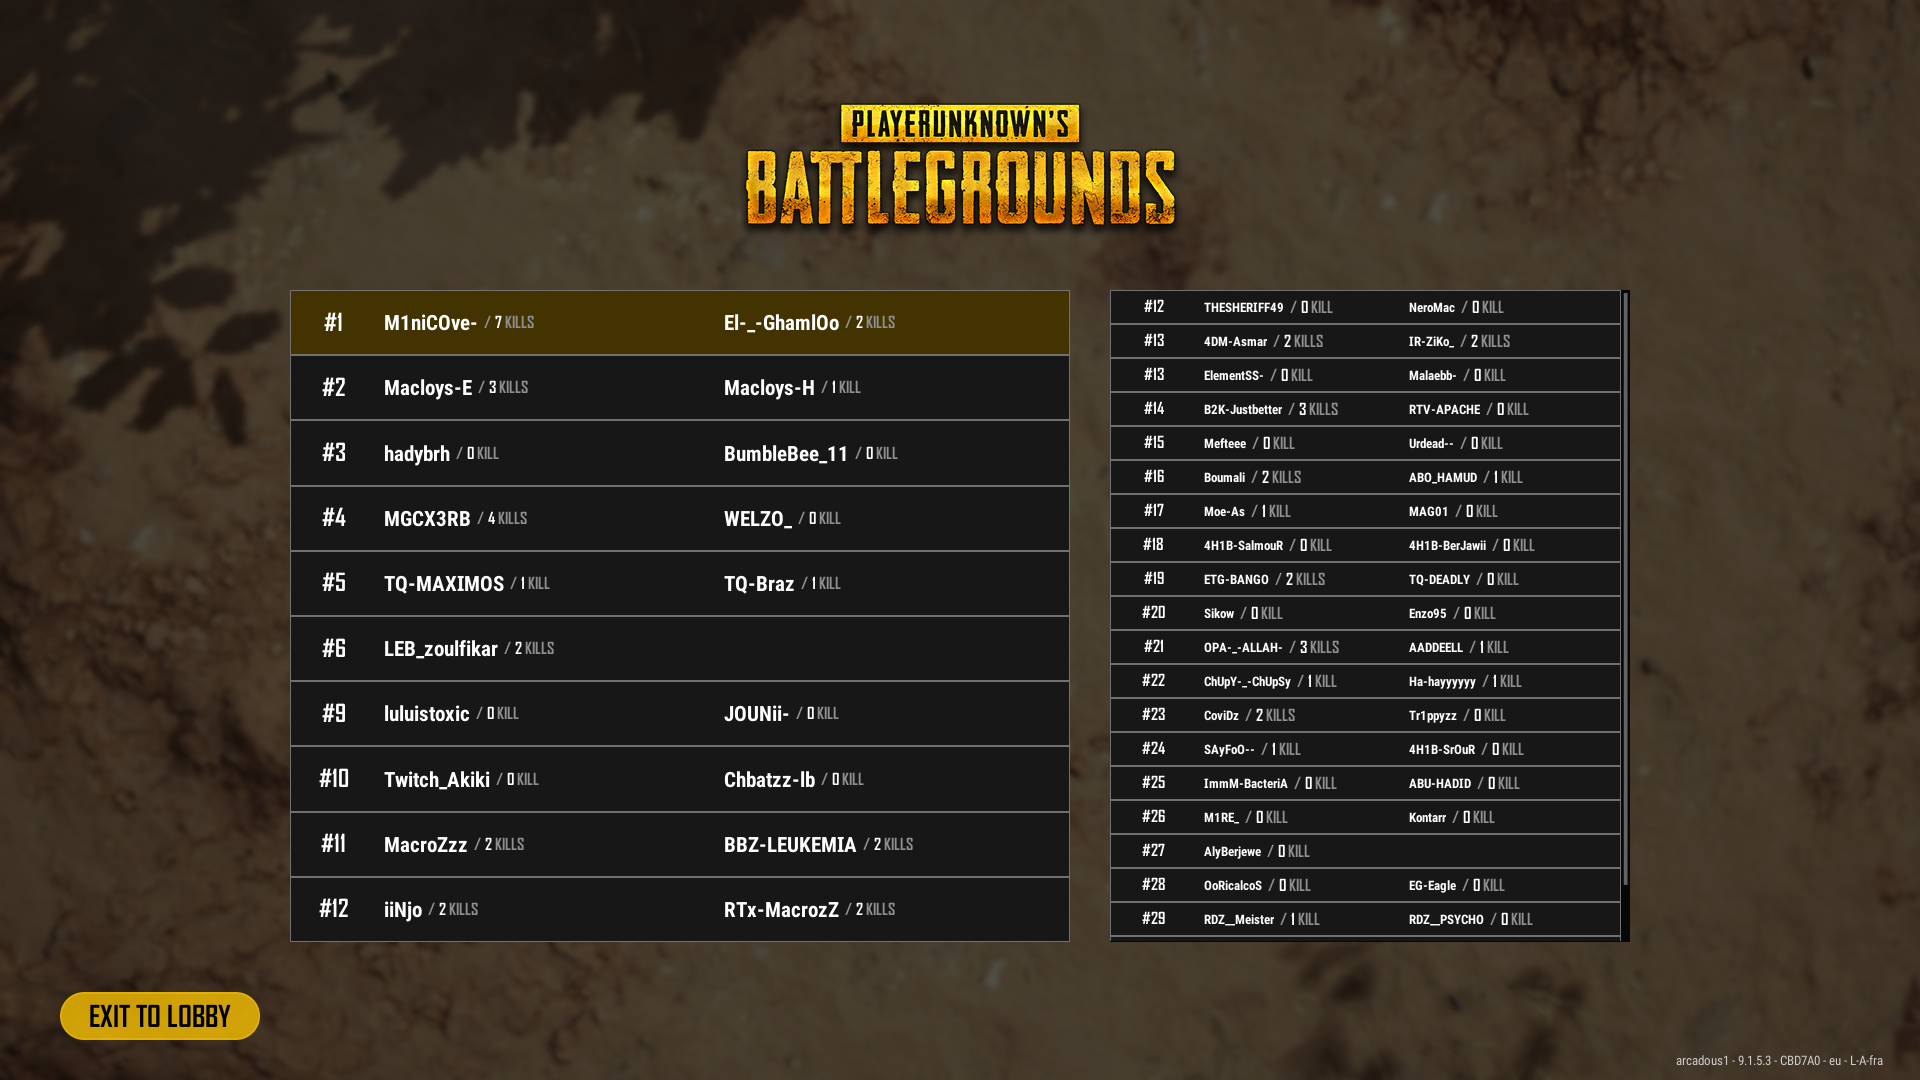 PLAYERUNKNOWN'S
BATTLEGROUNDS
#1 M1niCOve- / 7 KILLS El-_-GhamlOo / 2 KILLS
#2 Macloys-E / 3 KILLS Macloys-H / 1 KILL
#3 hadybrh / 0 KILL BumbleBee_11 / 0 KILL
#4 MGCX3RB / 4 KILLS WELZO_ / 0 KILL
#5 TQ-MAXIMOS / 1 KILL TQ-Braz / 1 KILL
#6 LEB_zoulfikar / 2 KILLS
#9 luluistoxic / 0 KILL JOUNii- / 0 KILL
#10 Twitch_Akiki / 0 KILL Chbatzz-lb / 0 KILL
#11 MacroZzz / 2 KILLS BBZ-LEUKEMIA / 2 KILLS
#12 iiNjo / 2 KILLS RTx-MacrozZ / 2 KILLS
#12 THESHERIFF49 / 0 KILL NeroMac / 0 KILL
#13 4DM-Asmar / 2 KILLS IR-ZiKo_ / 2 KILLS
#13 ElementSS- / 0 KILL Malaebb- / 0 KILL
#14 B2K-Justbetter / 3 KILLS RTV-APACHE / 0 KILL
#15 Mefteee / 0 KILL Urdead-- / 0 KILL
#16 Boumali / 2 KILLS ABO_HAMUD / 1 KILL
#17 Moe-As / 1 KILL MAG01 / 0 KILL
#18 4H1B-SalmouR / 0 KILL 4H1B-BerJawii / 0 KILL
#19 ETG-BANGO / 2 KILLS TQ-DEADLY / 0 KILL
#20 Sikow / 0 KILL Enzo95 / 0 KILL
#21 OPA-_-ALLAH- / 3 KILLS AADDEELL / 1 KILL
#22 ChUpY-_-ChUpSy / 1 KILL Ha-hayyyyyy / 1 KILL
#23 CoviDz / 2 KILLS Tr1ppyzz / 0 KILL
#24 SAyFoO-- / 1 KILL 4H1B-SrOuR / 0 KILL
#25 ImmM-BacteriA / 0 KILL ABU-HADID / 0 KILL
#26 M1RE_ / 0 KILL Kontarr / 0 KILL
#27 AlyBerjewe / 0 KILL
#28 OoRicalcoS / 0 KILL EG-Eagle / 0 KILL
#29 RDZ__Meister / 1 KILL RDZ__PSYCHO / 0 KILL
EXIT TO LOBBY
arcadous1 - 9.1.5.3 - CBD7A0 - eu - L-A-fra